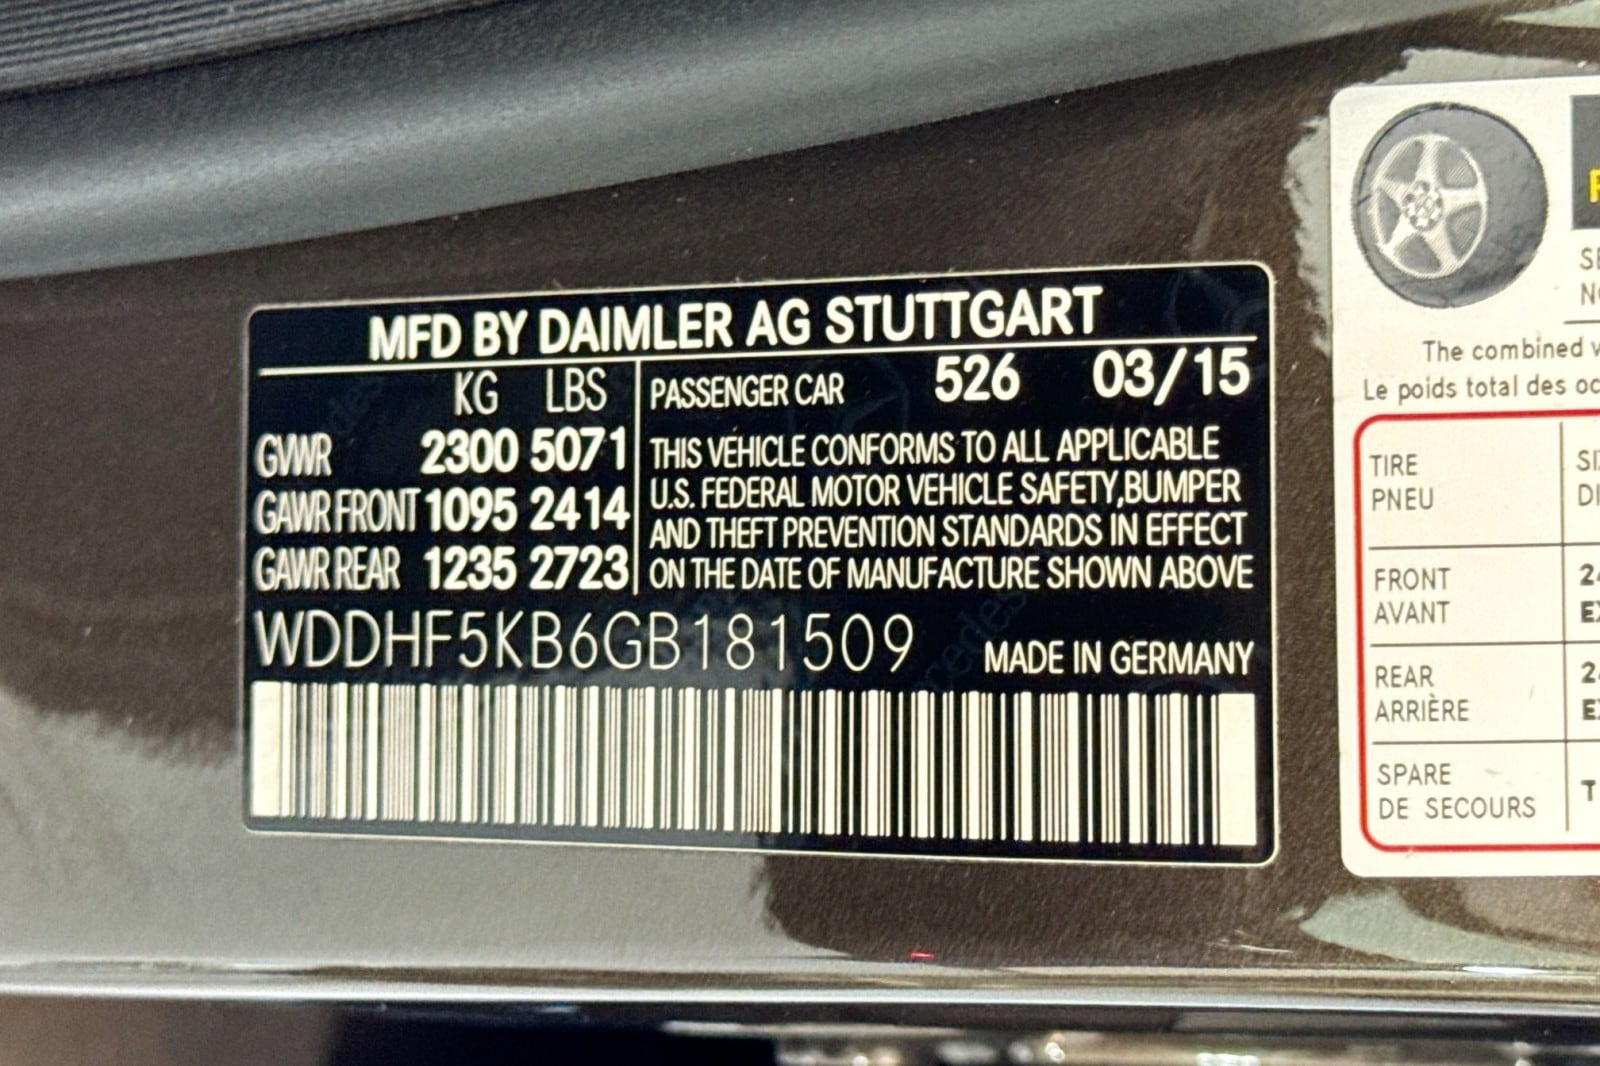 MFD BY DAIMLER AG STUTTGART
KG LBS
GVWR 2300 5071
GAWR FRONT 1095 2414
GAWR REAR 1235 2723
PASSENGER CAR 526 03/15
THIS VEHICLE CONFORMS TO ALL APPLICABLE
U.S. FEDERAL MOTOR VEHICLE SAFETY,BUMPER
AND THEFT PREVENTION STANDARDS IN EFFECT
ON THE DATE OF MANUFACTURE SHOWN ABOVE
WDDHF5KB6GB181509 MADE IN GERMANY
The combined
Le poids total des
TIRE
PNEU
FRONT
AVANT
REAR
ARRIÈRE
SPARE
DE SECOURS